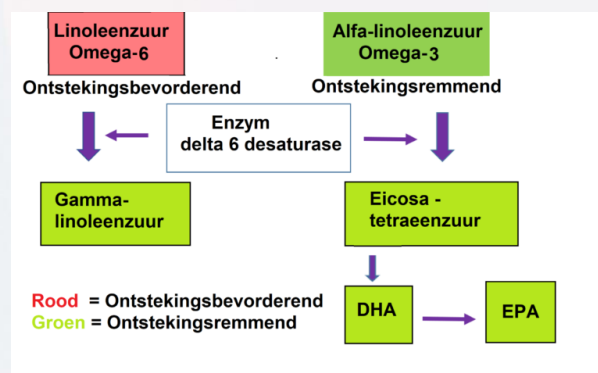 Linoleenzuur
Omega-6
Alfa-linoleenzuur
Omega-3
Ontstekingsbevorderend
Ontstekingsremmend
Enzym
delta 6 desaturase
Gamma-
linoleenzuur
Eicosa -
tetraeenzuur
DHA
EPA
Rood = Ontstekingsbevorderend
Groen = Ontstekingsremmend